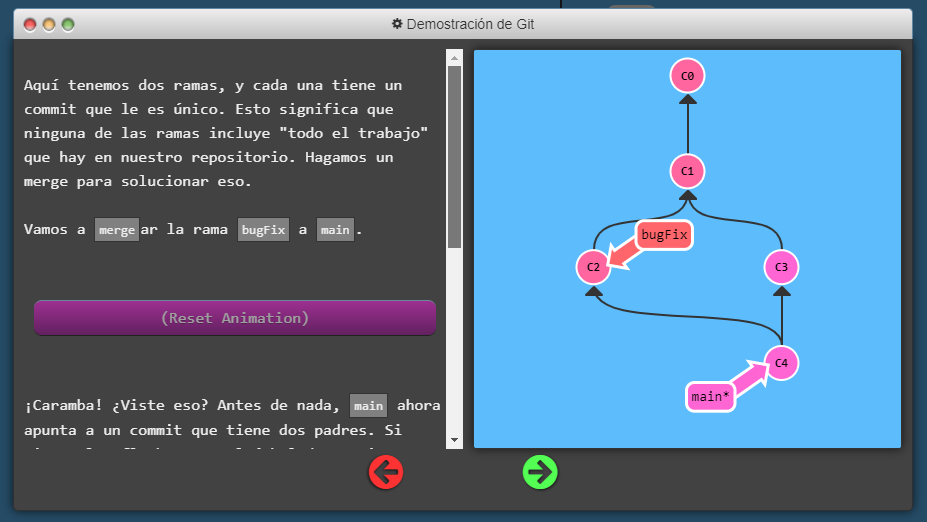 Demostración de Git
Aquí tenemos dos ramas, y cada una tiene un
commit que le es único. Esto significa que
ninguna de las ramas incluye "todo el trabajo"
que hay en nuestro repositorio. Hagamos un
merge para solucionar eso.
Vamos a merge ar la rama bugFix a main .
(Reset Animation)
¡Caramba! ¿Viste eso? Antes de nada, main ahora
apunta a un commit que tiene dos padres. Si
C0
C1
bugFix
C2
C3
C4
main*